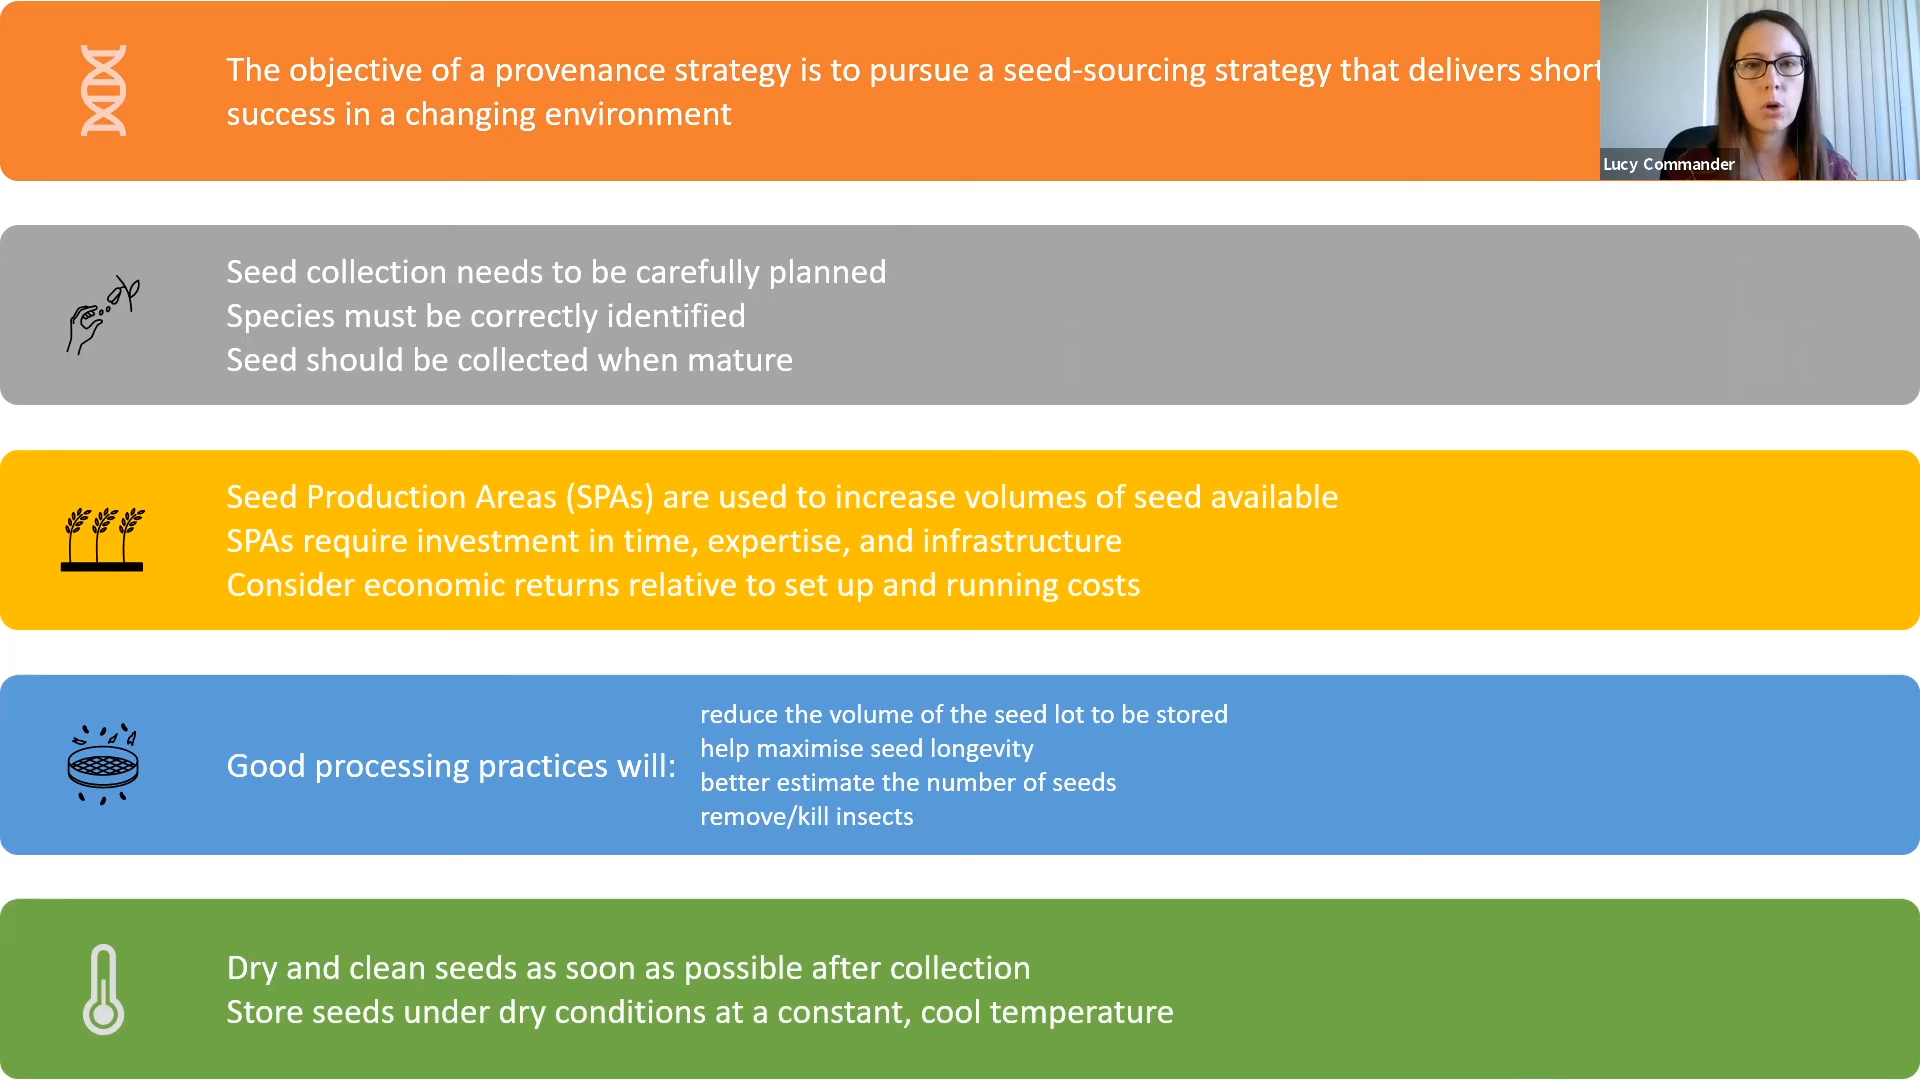 The objective of a provenance strategy is to pursue a seed-sourcing strategy that delivers short
success in a changing environment
Lucy Commander
Seed collection needs to be carefully planned
Species must be correctly identified
Seed should be collected when mature
Seed Production Areas (SPAs) are used to increase volumes of seed available
SPAs require investment in time, expertise, and infrastructure
Consider economic returns relative to set up and running costs
Good processing practices will:
reduce the volume of the seed lot to be stored
help maximise seed longevity
better estimate the number of seeds
remove/kill insects
Dry and clean seeds as soon as possible after collection
Store seeds under dry conditions at a constant, cool temperature